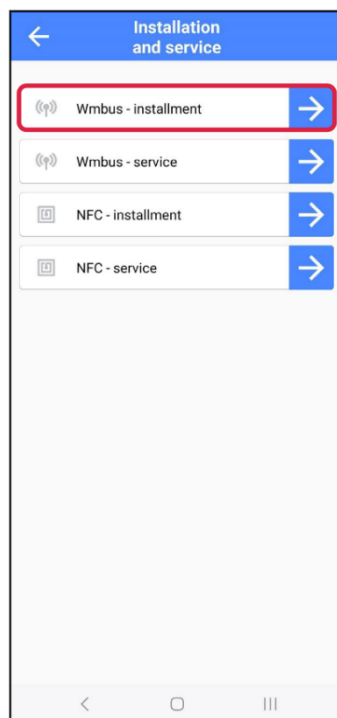 Installation
and service
Wmbus - installment
Wmbus - service
NFC - installment
NFC - service